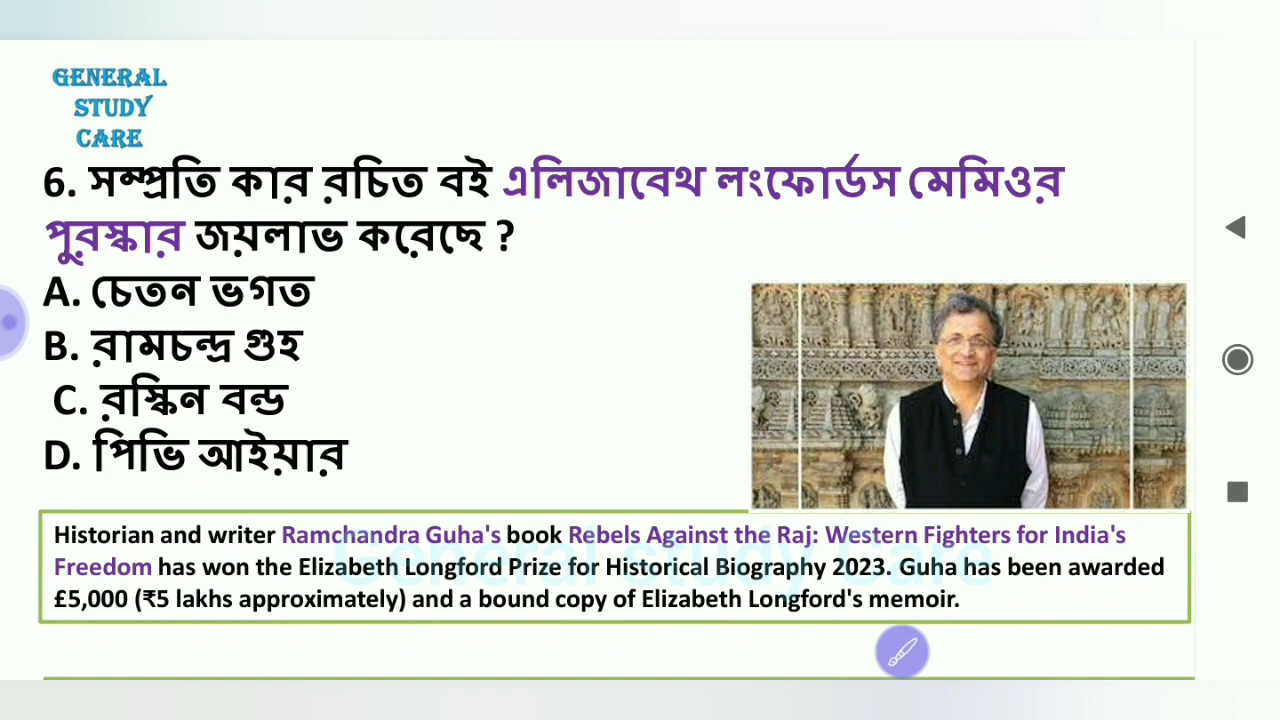 GENERAL
STUDY
CARE
6. সম্প্রতি কার রচিত বই এলিজাবেথ লংফোর্ডস মেমিওর
পুরস্কার জয়লাভ করেছে ?
A. চেতন ভগত
B. রামচন্দ্র গুহ
C. রস্কিন বন্ড
D. পিভি আইয়ার
Historian and writer Ramchandra Guha's book Rebels Against the Raj: Western Fighters for India's
Freedom has won the Elizabeth Longford Prize for Historical Biography 2023. Guha has been awarded
£5,000 (₹5 lakhs approximately) and a bound copy of Elizabeth Longford's memoir.
General study Care